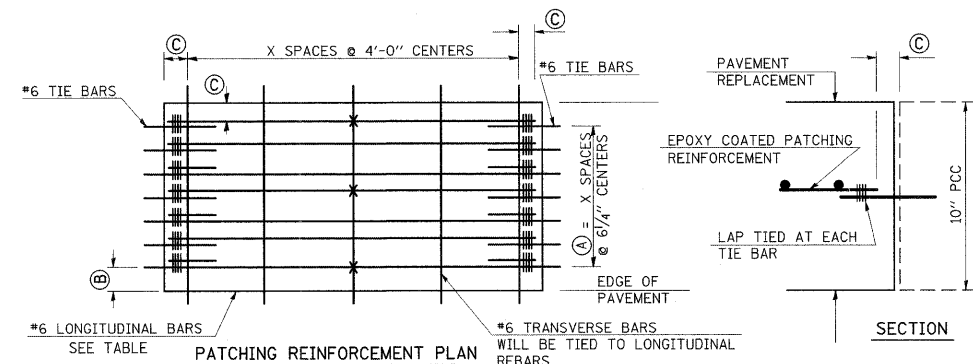 Ⓒ
X SPACES @ 4'-0" CENTERS
Ⓒ
#6 TIE BARS
Ⓒ
#6 TIE BARS
Ⓐ = X SPACES
@ 6 1/4" CENTERS
Ⓑ
EDGE OF
PAVEMENT
#6 LONGITUDINAL BARS
SEE TABLE
#6 TRANSVERSE BARS
WILL BE TIED TO LONGITUDINAL
REBARS
PATCHING REINFORCEMENT PLAN
PAVEMENT
REPLACEMENT
Ⓒ
EPOXY COATED PATCHING
REINFORCEMENT
LAP TIED AT EACH
TIE BAR
10" PCC
SECTION